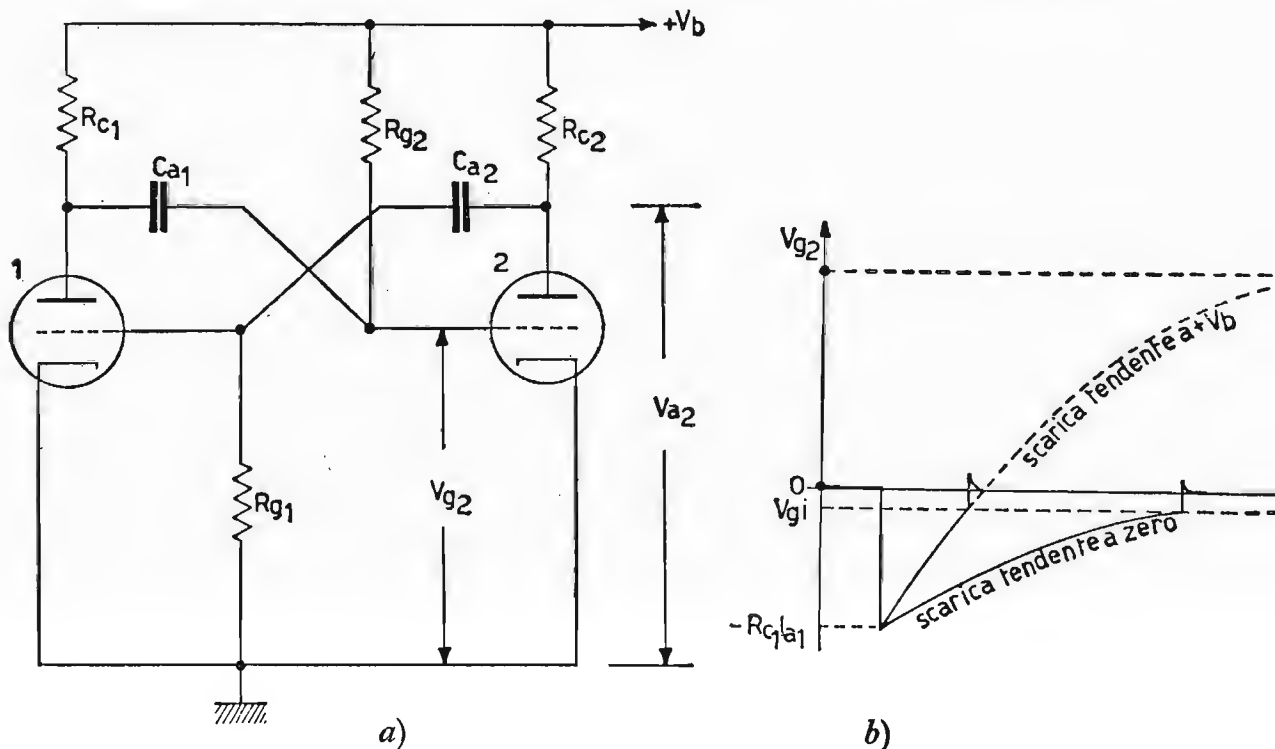 +Vb
Rc1
Rg2
Rc2
Ca1
Ca2
1
2
Va2
Vg2
Rg1
a)
Vg2
scarica tendente a +Vb
0
Vgi
scarica tendente a zero
-Rc1Ia1
b)